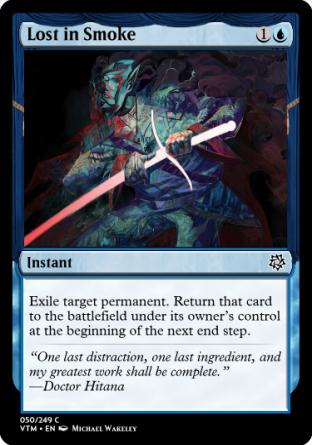 Lost in Smoke 1
Instant
Exile target permanent. Return that card
to the battlefield under its owner’s control
at the beginning of the next end step.
“One last distraction, one last ingredient, and
my greatest work shall be complete.”
—Doctor Hitana
050/249 C
VTM • EN Michael Wakeley